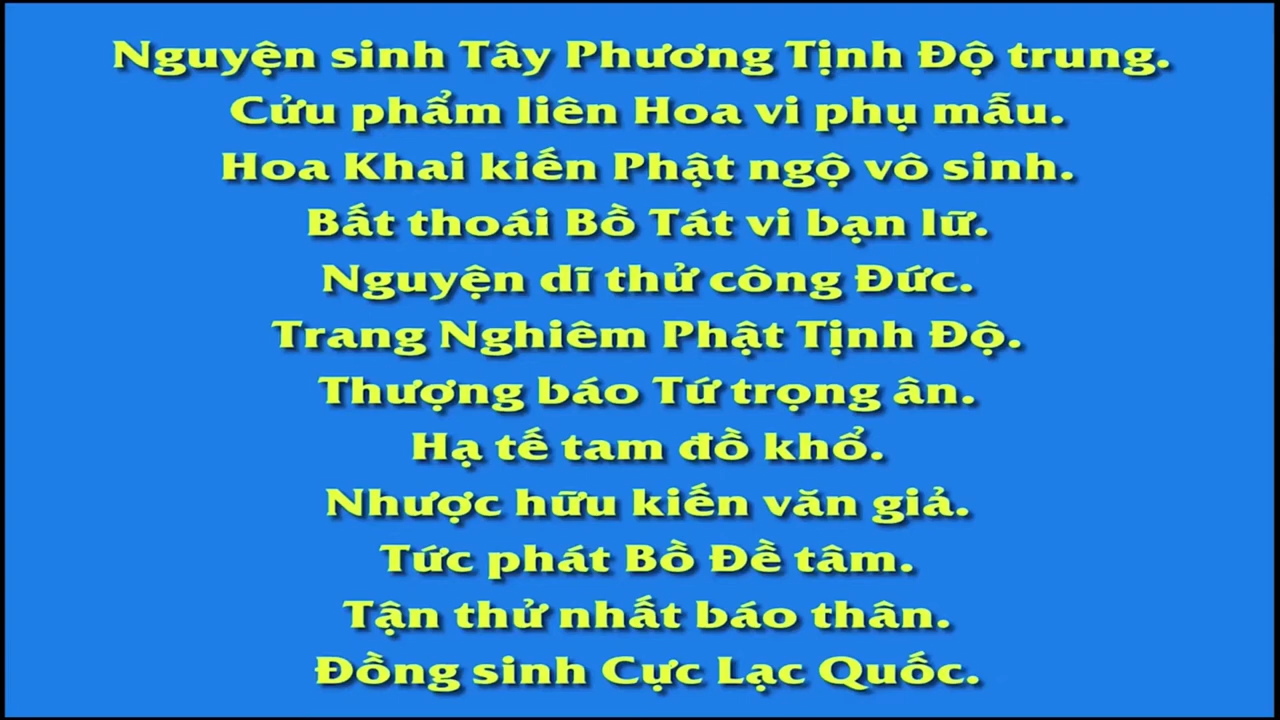 Nguyện sinh Tây Phương Tịnh Độ trung.
Cửu phẩm liên Hoa vi phụ mẫu.
Hoa Khai kiến Phật ngộ vô sinh.
Bất thoái Bồ Tát vi bạn lữ.
Nguyện dĩ thử công Đức.
Trang Nghiêm Phật Tịnh Độ.
Thượng báo Tứ trọng ân.
Hạ tế tam đồ khổ.
Nhược hữu kiến văn giả.
Tức phát Bồ Đề tâm.
Tận thử nhất báo thân.
Đồng sinh Cực Lạc Quốc.